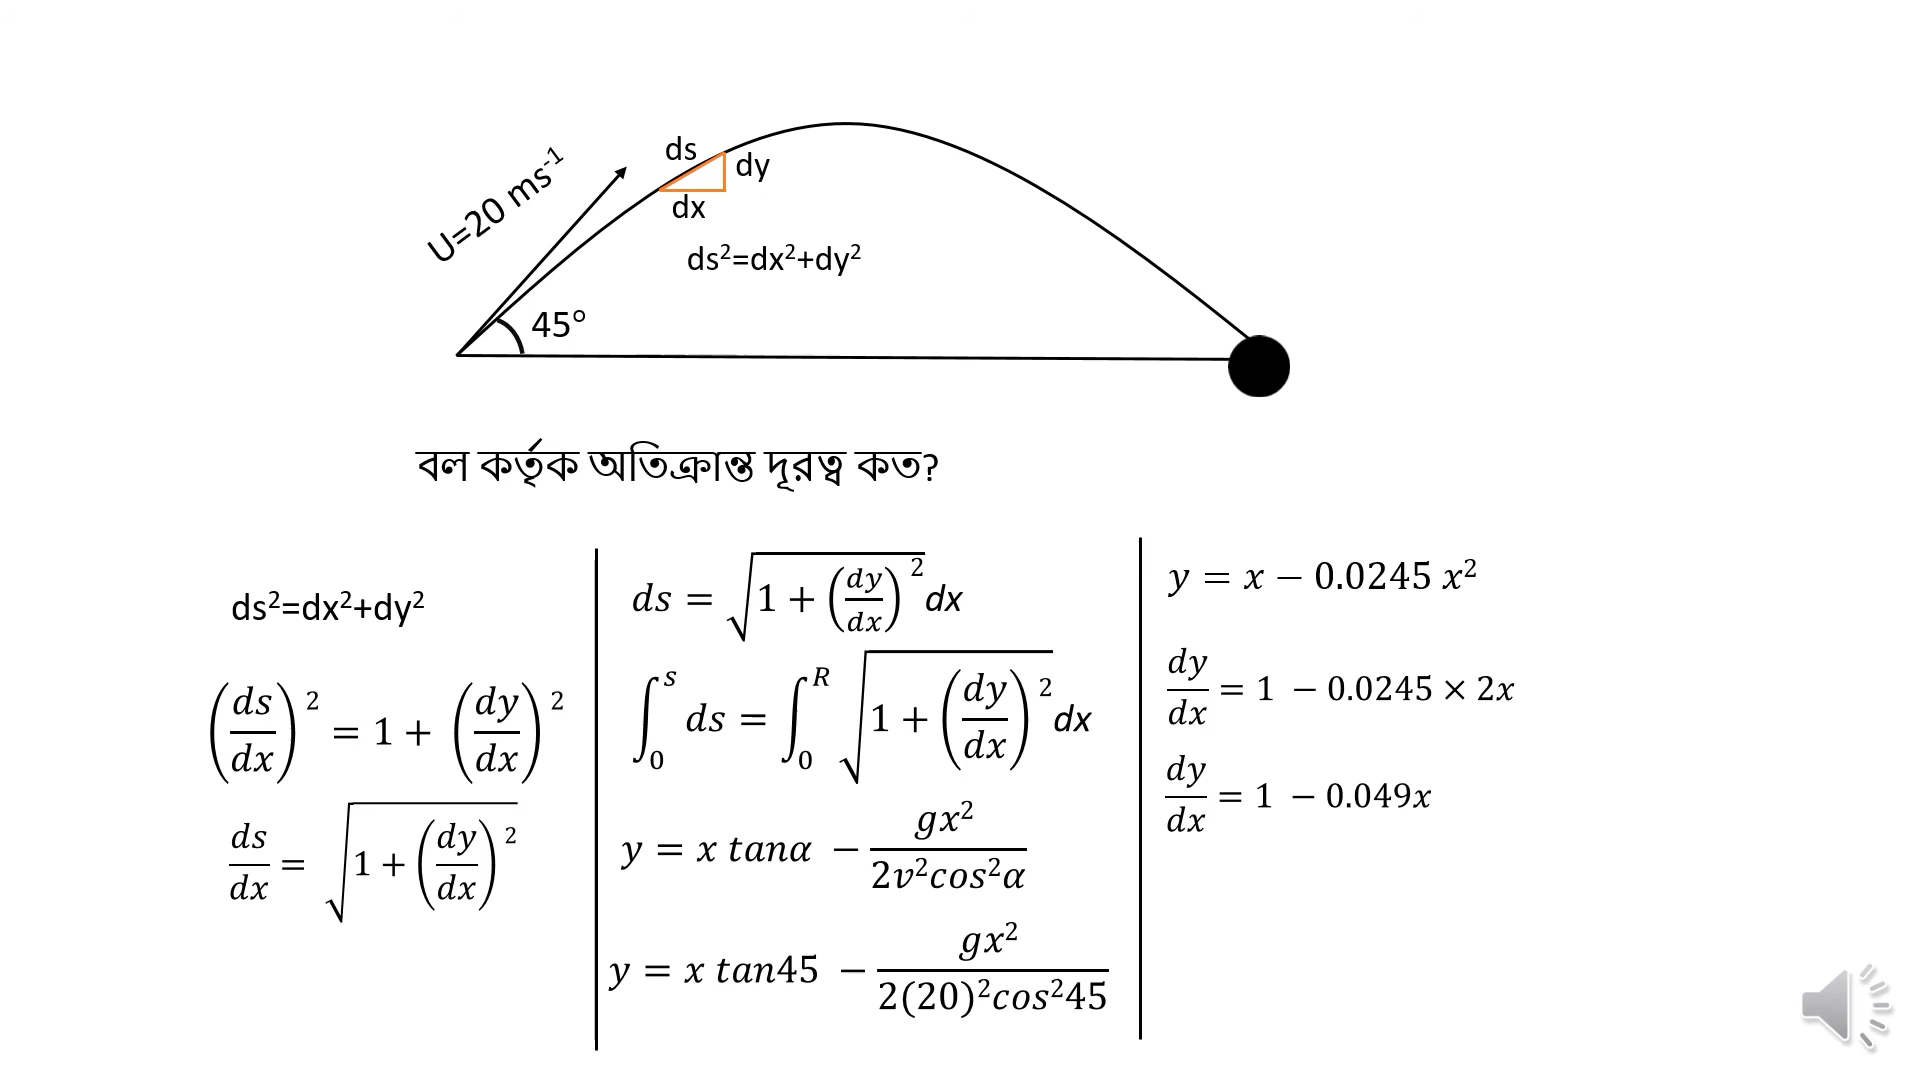 U=20 ms⁻¹
ds
dy
dx
ds²=dx²+dy²
45°
বল কর্তৃক অতিক্রান্ত দূরত্ব কত?
ds²=dx²+dy²
(ds/dx)² = 1 + (dy/dx)²
ds/dx = √(1 + (dy/dx)²)
ds = √(1 + (dy/dx)²) dx
∫₀ˢ ds = ∫₀ᴿ √(1 + (dy/dx)²) dx
y = x tanα − gx²/2v²cos²α
y = x tan45 − gx²/2(20)²cos²45
y = x − 0.0245 x²
dy/dx = 1 − 0.0245 × 2x
dy/dx = 1 − 0.049x